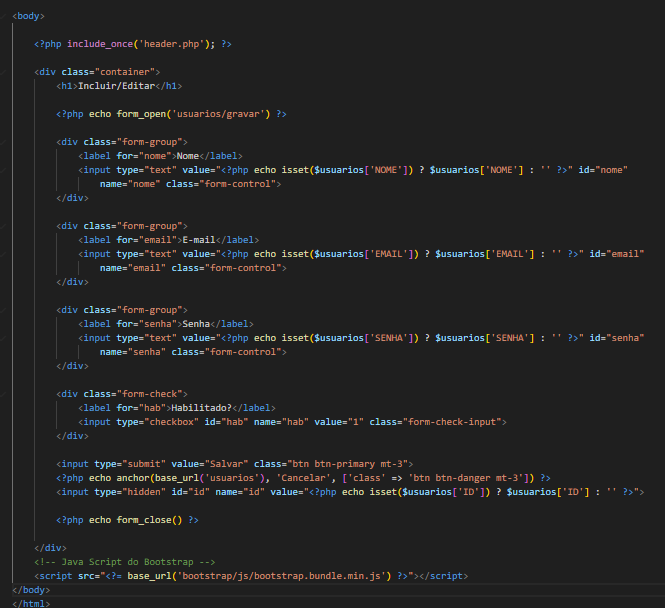 <body>
<?php include_once('header.php'); ?>
<div class="container">
<h1>Incluir/Editar</h1>
<?php echo form_open('usuarios/gravar') ?>
<div class="form-group">
<label for="nome">Nome</label>
<input type="text" value="<?php echo isset($usuarios['NOME']) ? $usuarios['NOME'] : '' ?>" id="nome"
name="nome" class="form-control">
</div>
<div class="form-group">
<label for="email">E-mail</label>
<input type="text" value="<?php echo isset($usuarios['EMAIL']) ? $usuarios['EMAIL'] : '' ?>" id="email"
name="email" class="form-control">
</div>
<div class="form-group">
<label for="senha">Senha</label>
<input type="text" value="<?php echo isset($usuarios['SENHA']) ? $usuarios['SENHA'] : '' ?>" id="senha"
name="senha" class="form-control">
</div>
<div class="form-check">
<label for="hab">Habilitado?</label>
<input type="checkbox" id="hab" name="hab" value="1" class="form-check-input">
</div>
<input type="submit" value="Salvar" class="btn btn-primary mt-3">
<?php echo anchor(base_url('usuarios'), 'Cancelar', ['class' => 'btn btn-danger mt-3']) ?>
<input type="hidden" id="id" name="id" value="<?php echo isset($usuarios['ID']) ? $usuarios['ID'] : '' ?>">
<?php echo form_close() ?>
</div>
<!-- Java Script do Bootstrap -->
<script src="<?= base_url('bootstrap/js/bootstrap.bundle.min.js') ?>"></script>
</body>
</html>